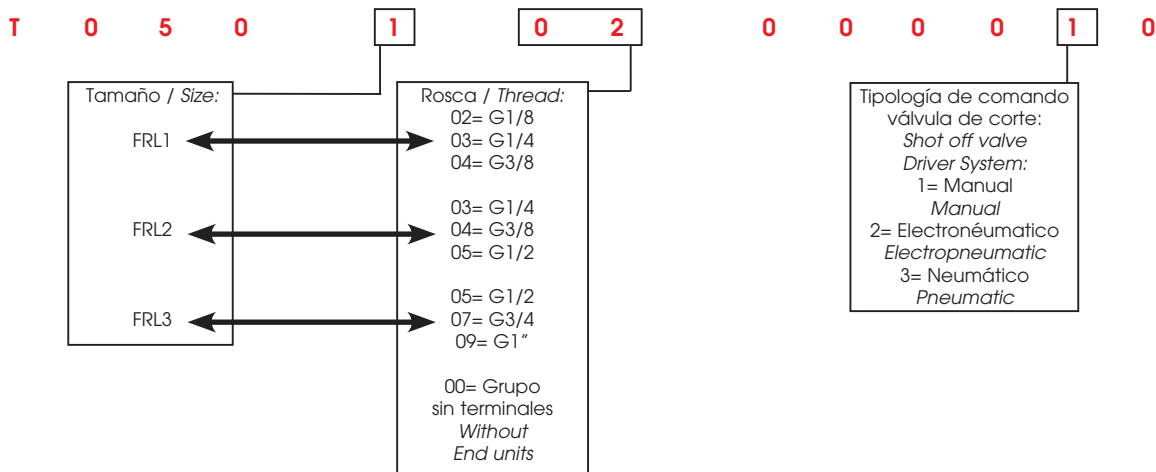 T 0 5 0 1 0 2 0 0 0 0 1 0
Tamaño / Size:
FRL1
FRL2
FRL3
Rosca / Thread:
02= G1/8
03= G1/4
04= G3/8
03= G1/4
04= G3/8
05= G1/2
05= G1/2
07= G3/4
09= G1”
00= Grupo
sin terminales
Without
End units
Tipología de comando
válvula de corte:
Shot off valve
Driver System:
1= Manual
Manual
2= Electronéumatico
Electropneumatic
3= Neumático
Pneumatic